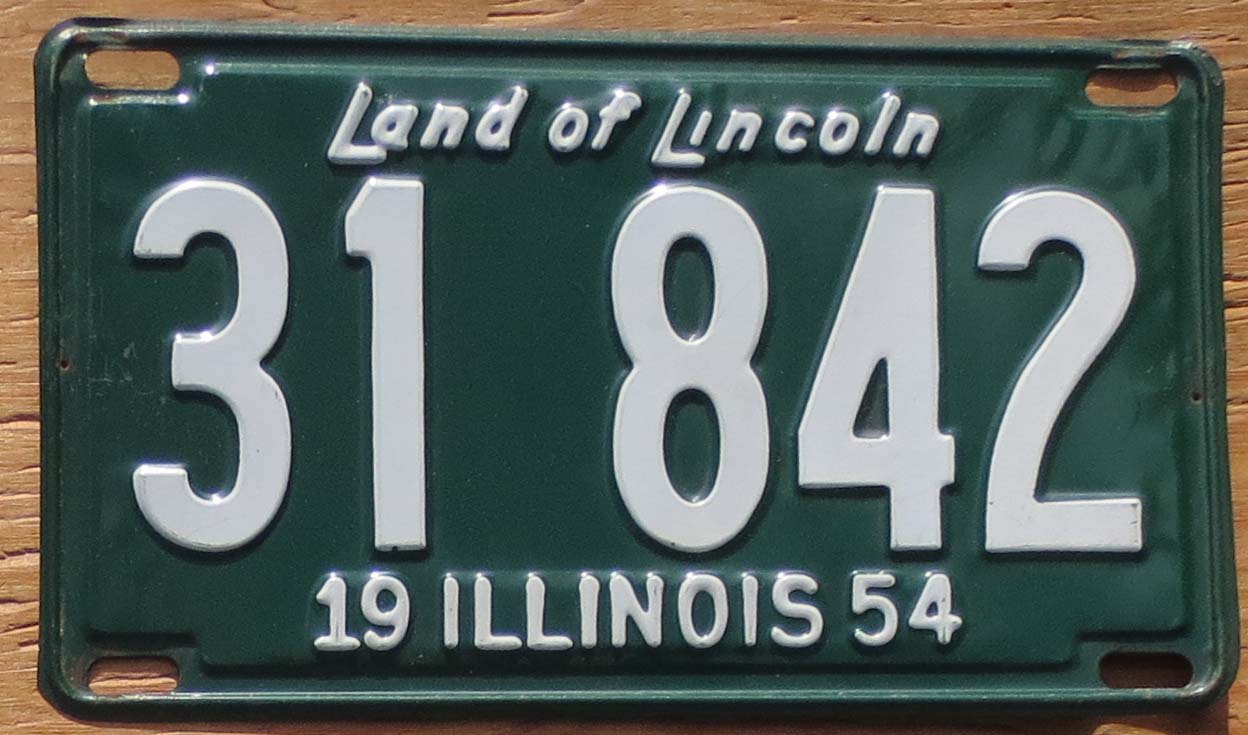 Land of Lincoln
31 842
19 ILLINOIS 54